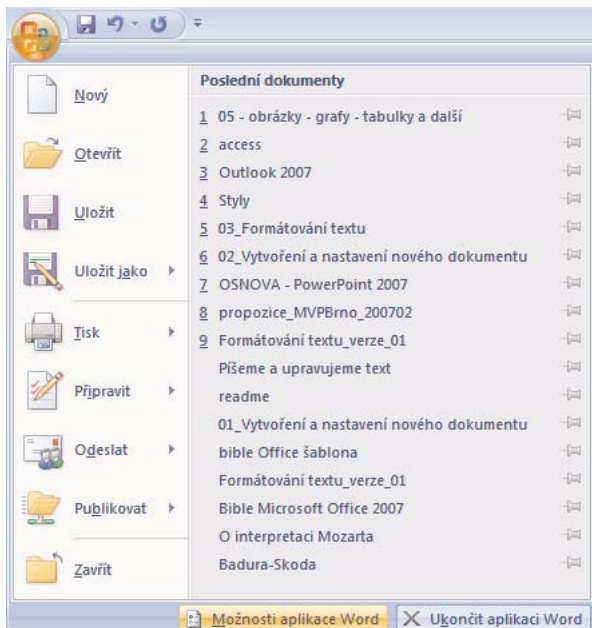 Nový
Otevřít
Uložit
Uložit jako
Tisk
Připravit
Odeslat
Publikovat
Zavřít
Poslední dokumenty
1 05 - obrázky - grafy - tabulky a další
2 access
3 Outlook 2007
4 Styly
5 03_Formátování textu
6 02_Vytvoření a nastavení nového dokumentu
7 OSNOVA - PowerPoint 2007
8 propozice_MVPBrno_200702
9 Formátování textu_verze_01
Píšeme a upravujeme text
readme
01_Vytvoření a nastavení nového dokumentu
bible Office šablona
Formátování textu_verze_01
Bible Microsoft Office 2007
O interpretaci Mozarta
Badura-Skoda
Možnosti aplikace Word
Ukončit aplikaci Word